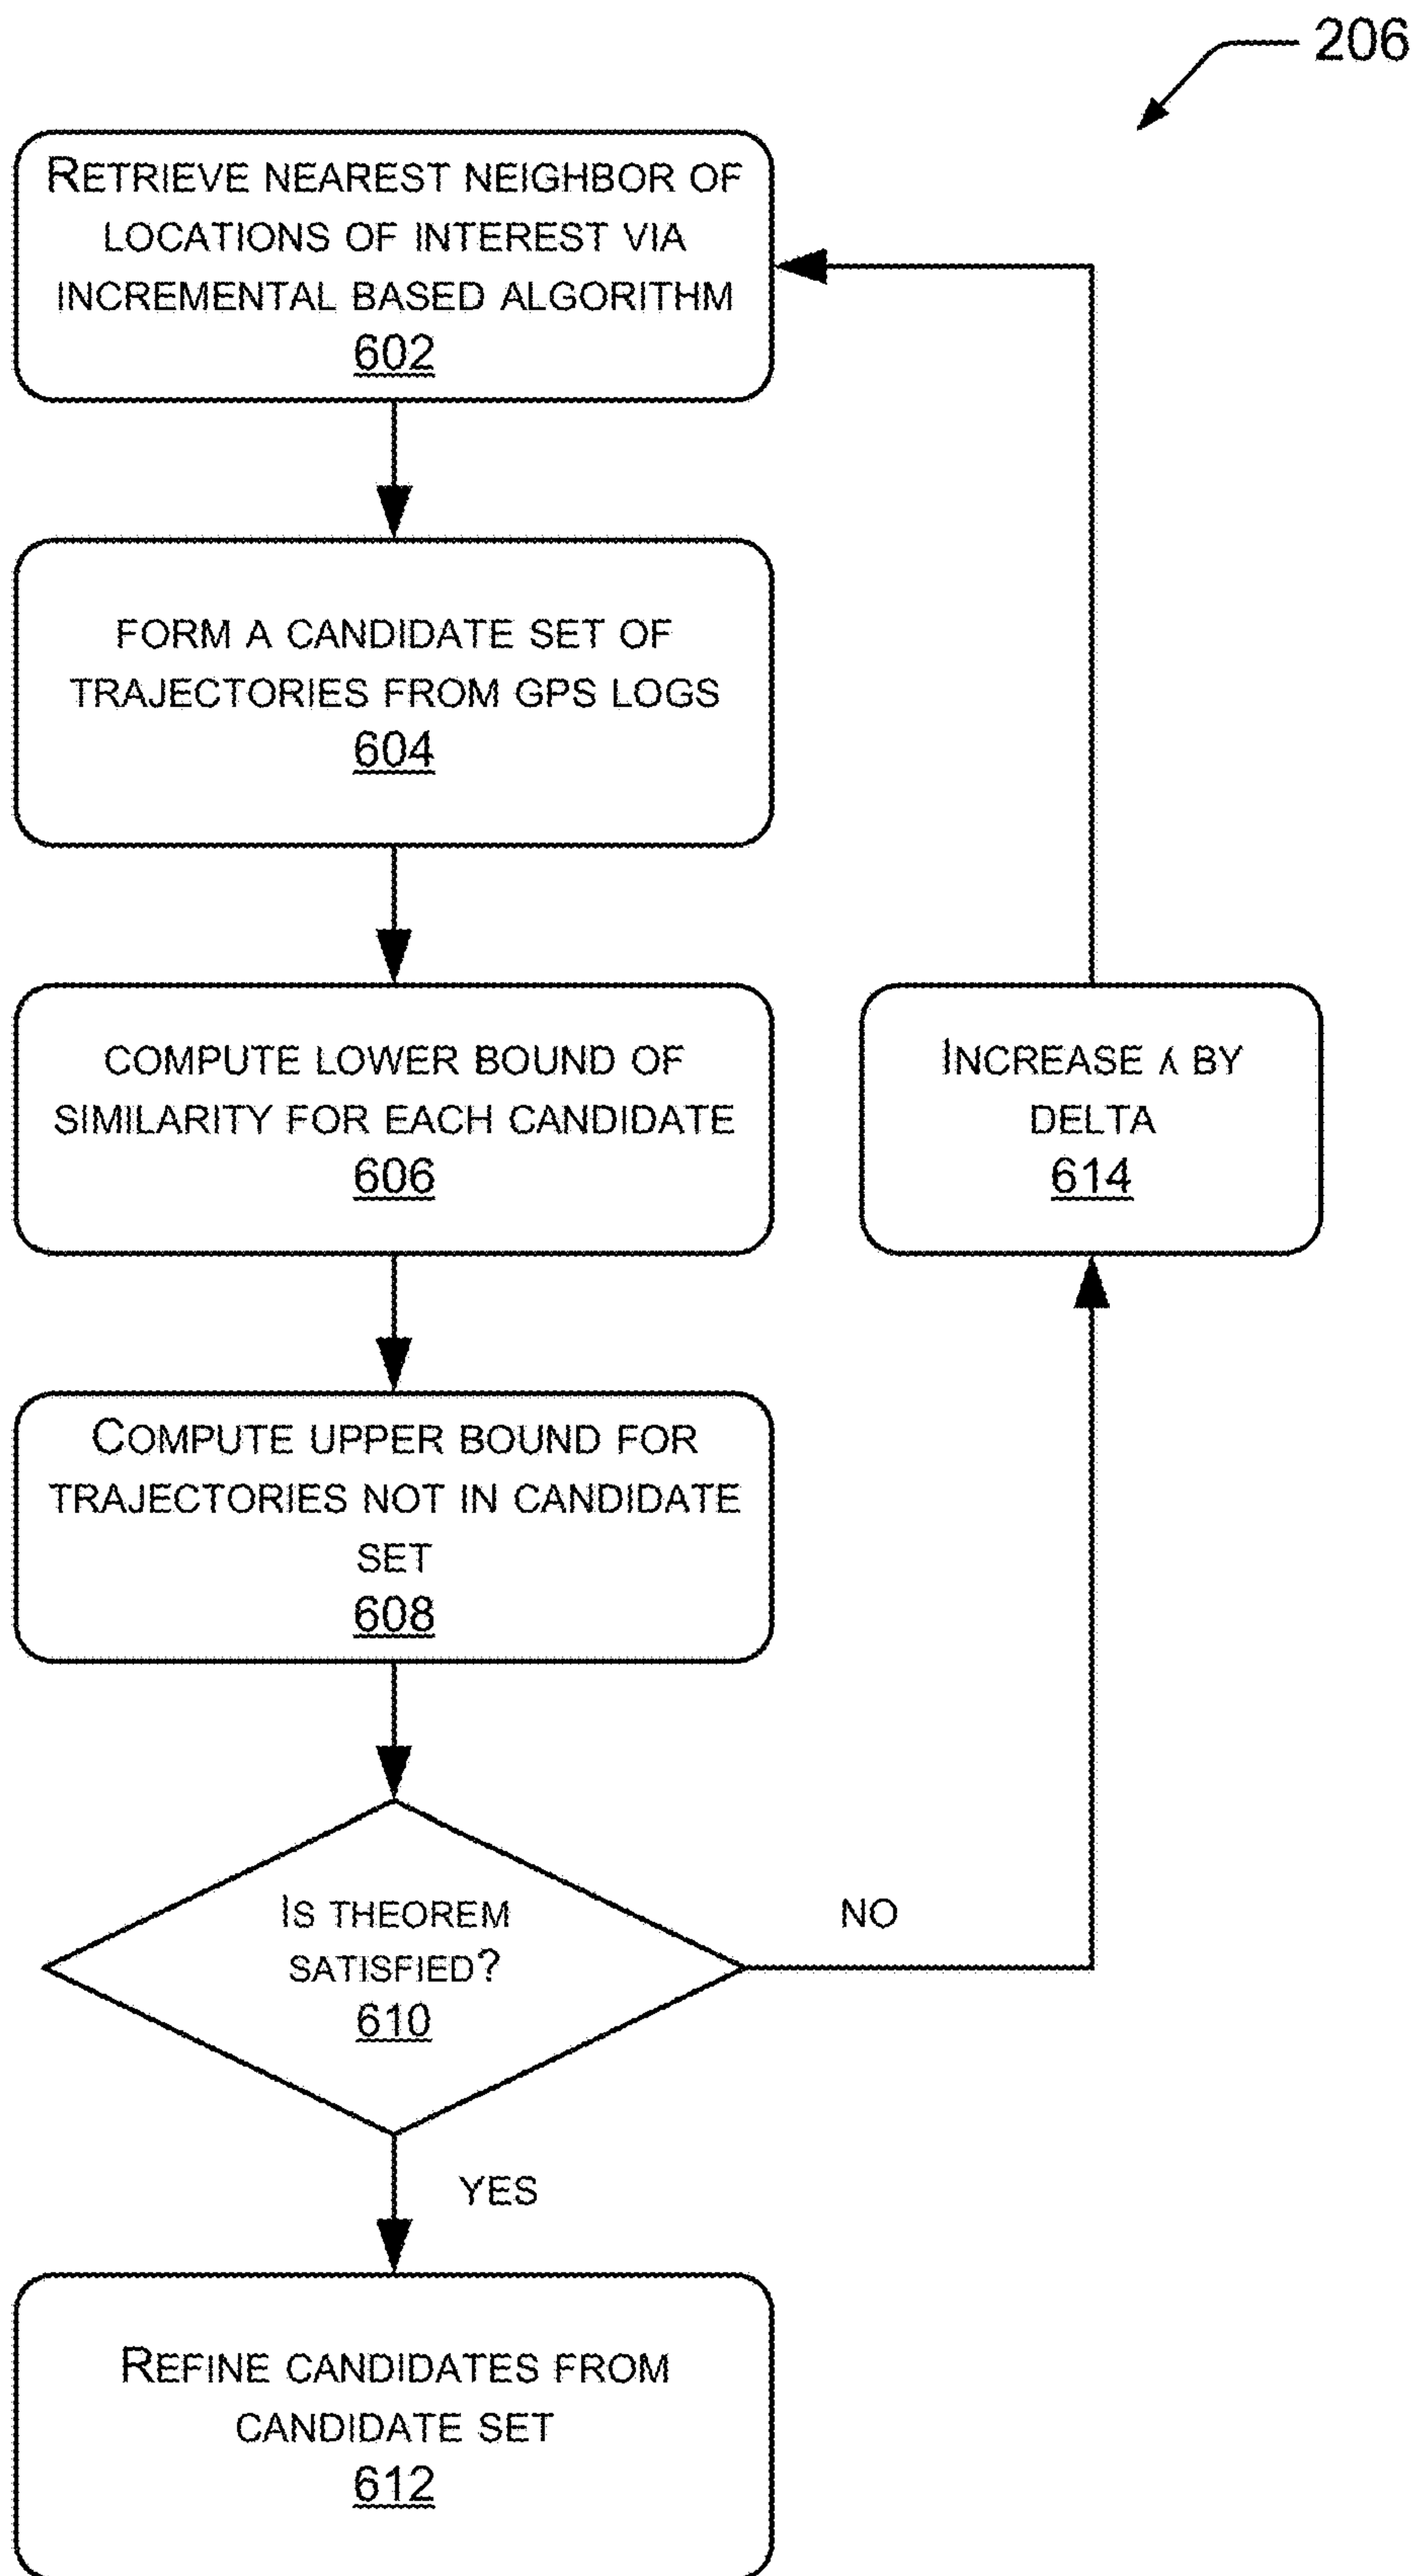 206
RETRIEVE NEAREST NEIGHBOR OF
LOCATIONS OF INTEREST VIA
INCREMENTAL BASED ALGORITHM
602
FORM A CANDIDATE SET OF
TRAJECTORIES FROM GPS LOGS
604
COMPUTE LOWER BOUND OF
SIMILARITY FOR EACH CANDIDATE
606
INCREASE ʎ BY
DELTA
614
COMPUTE UPPER BOUND FOR
TRAJECTORIES NOT IN CANDIDATE
SET
608
IS THEOREM
SATISFIED?
610
NO
YES
REFINE CANDIDATES FROM
CANDIDATE SET
612